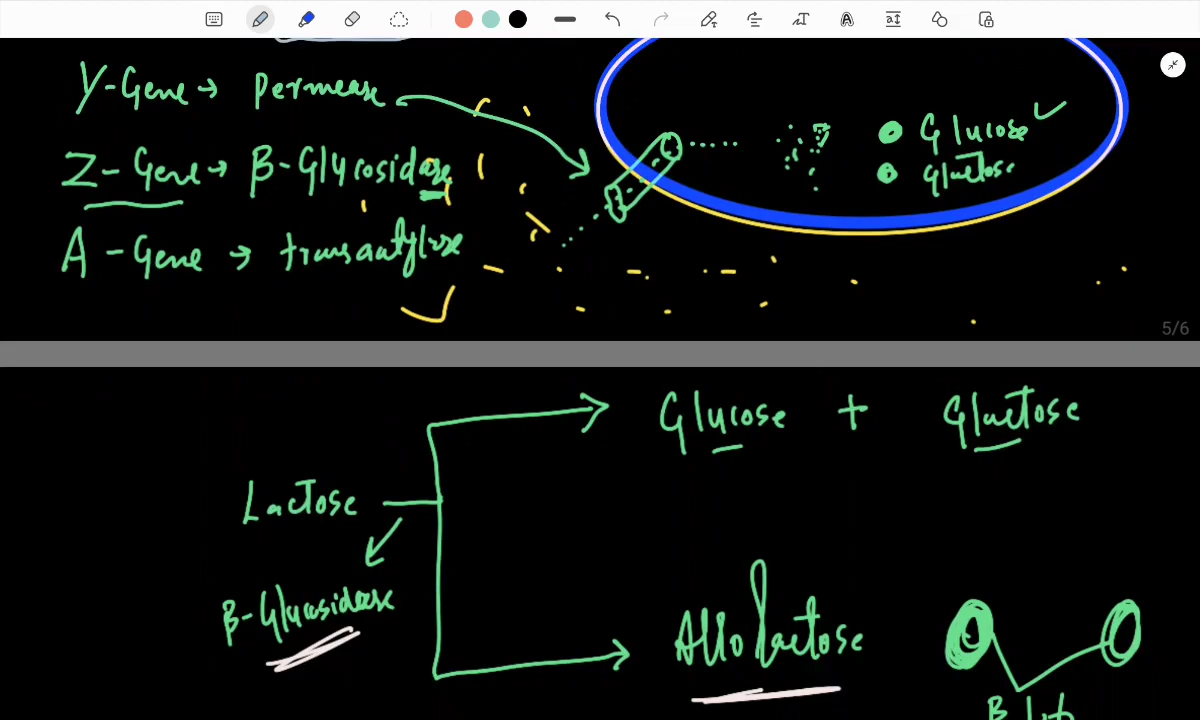 Y-Gene → Permease
Z-Gene → β-Glycosidase
A-Gene → transacetylase
Glucose ✓
Glactose
5/6
Glucose + Glactose
Lactose
β-Glucosidase
Allolactose
β